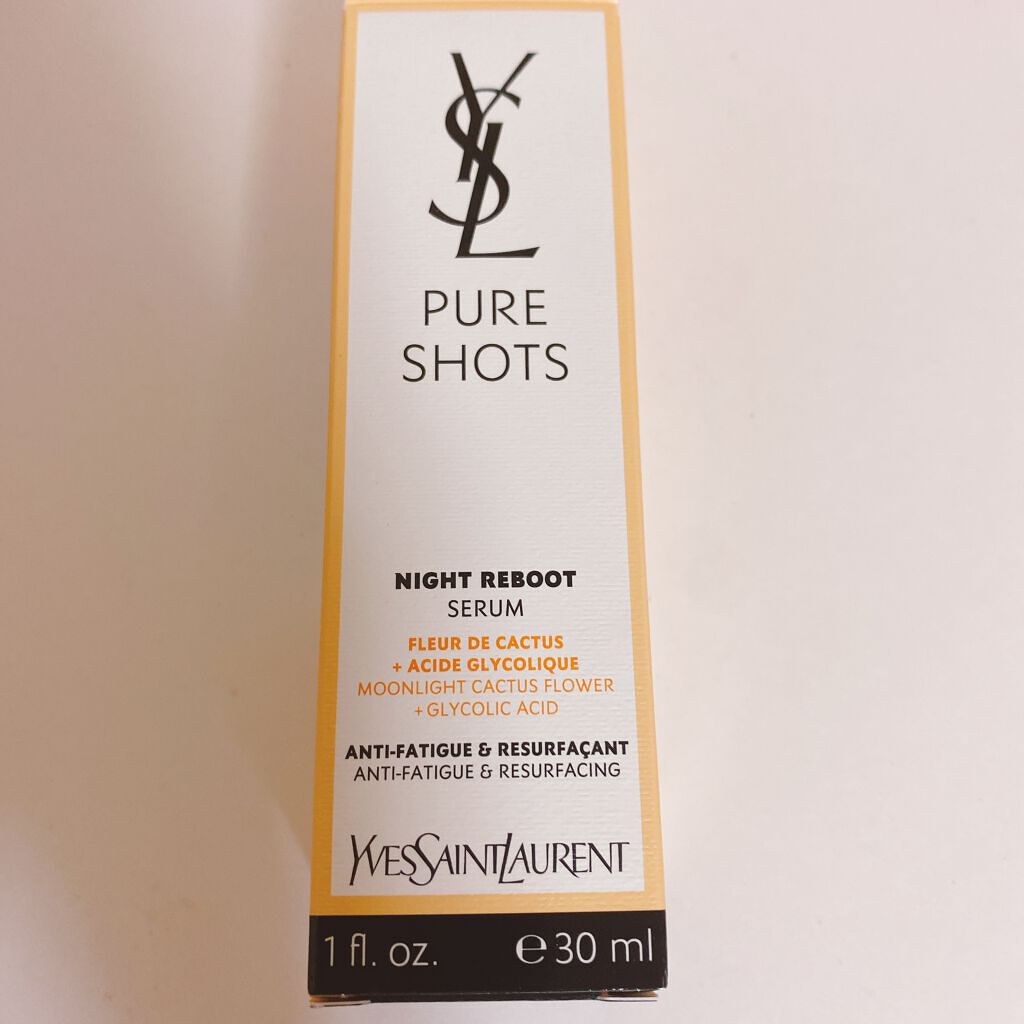 YSL
PURE
SHOTS
NIGHT REBOOT
SERUM
FLEUR DE CACTUS
+ ACIDE GLYCOLIQUE
MOONLIGHT CACTUS FLOWER
+ GLYCOLIC ACID
ANTI-FATIGUE & RESURFAÇANT
ANTI-FATIGUE & RESURFACING
YVESSAINTLAURENT
1 fl. oz. ℮ 30 ml